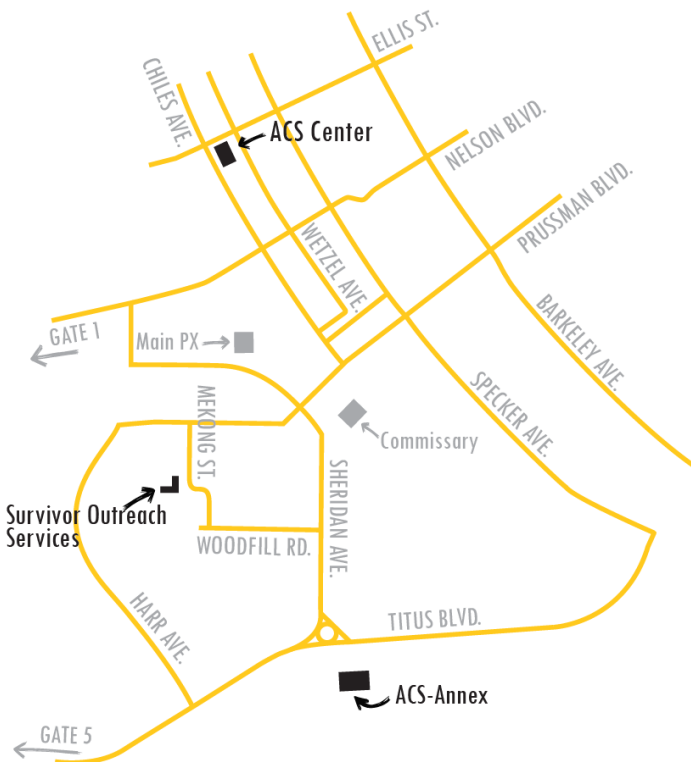 ELLIS ST.
CHILES AVE.
ACS Center
NELSON BLVD.
PRUSSMAN BLVD.
WETZEL AVE.
GATE 1
Main PX
BARKELEY AVE.
SPECKER AVE.
MEKONG ST.
Commissary
SHERIDAN AVE.
Survivor Outreach
Services
WOODFILL RD.
HARR AVE.
TITUS BLVD.
ACS-Annex
GATE 5